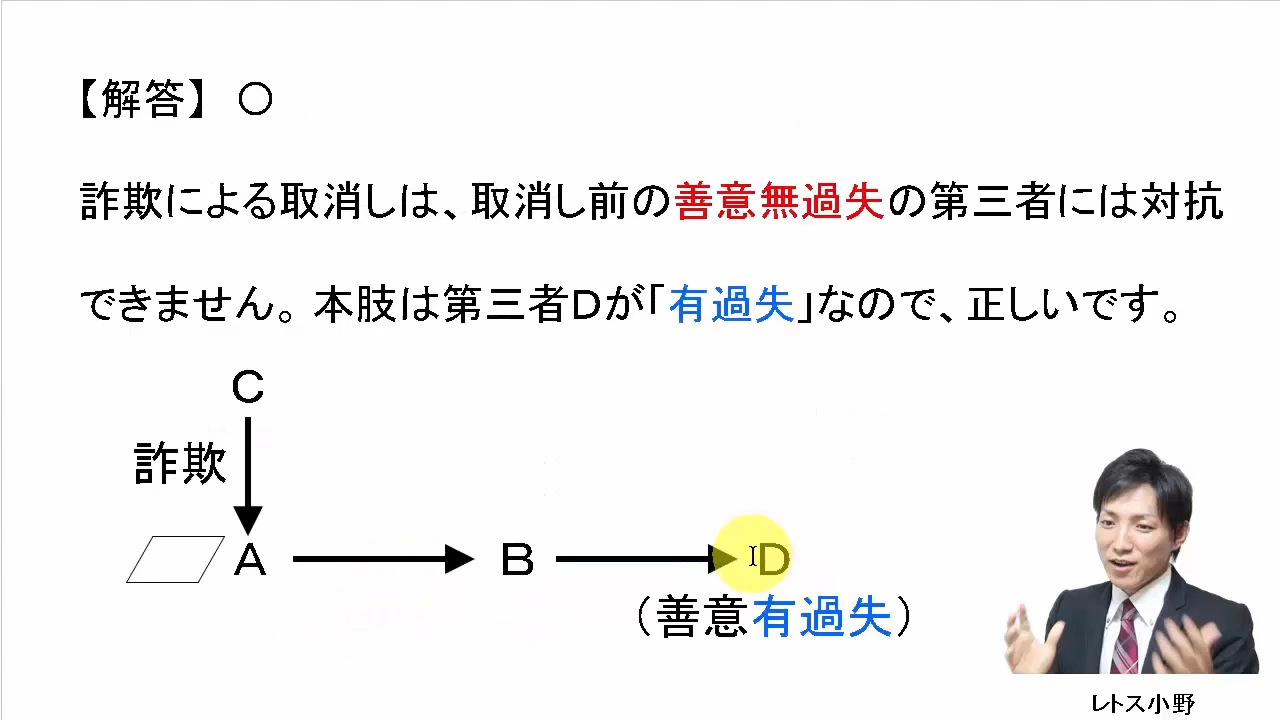 【解答】 ○
詐欺による取消しは、取消し前の善意無過失の第三者には対抗
できません。本肢は第三者Ｄが「有過失」なので、正しいです。
Ｃ
詐欺
Ａ Ｂ Ｄ
（善意有過失）
レトス小野